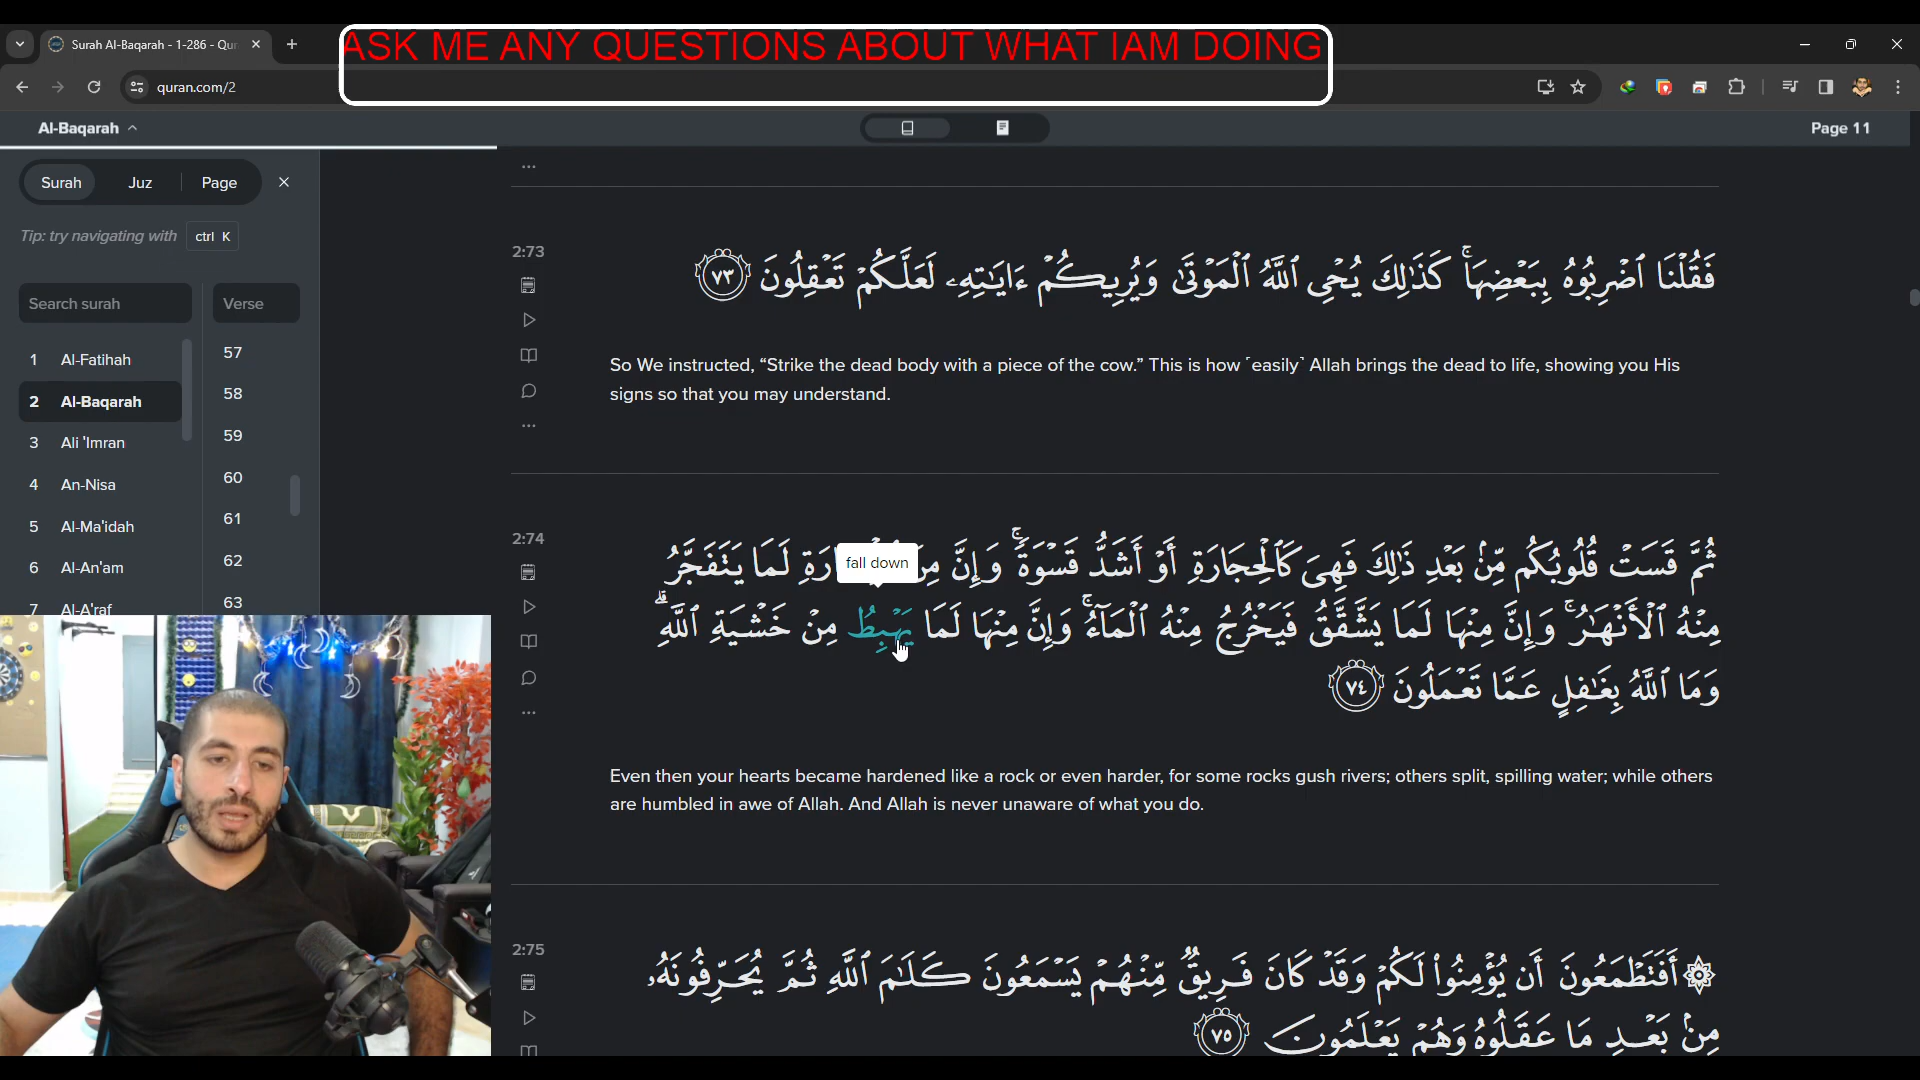 Surah Al-Baqarah - 1-286 - Qu
ASK ME ANY QUESTIONS ABOUT WHAT IAM DOING
quran.com/2
Al-Baqarah
Page 11
Surah
Juz
Page
Tip: try navigating with ctrl K
Search surah
Verse
1 Al-Fatihah
2 Al-Baqarah
3 Ali 'Imran
4 An-Nisa
5 Al-Ma'idah
6 Al-An'am
7 Al-A'raf
57
58
59
60
61
62
63
2:73
فَقُلْنَا ٱضْرِبُوهُ بِبَعْضِهَا ۚ كَذَٰلِكَ يُحْىِ ٱللَّهُ ٱلْمَوْتَىٰ وَيُرِيكُمْ ءَايَـٰتِهِۦ لَعَلَّكُمْ تَعْقِلُونَ ٧٣
So We instructed, “Strike the dead body with a piece of the cow.” This is how ˹easily˺ Allah brings the dead to life, showing you His
signs so that you may understand.
2:74
ثُمَّ قَسَتْ قُلُوبُكُم مِّنۢ بَعْدِ ذَٰلِكَ فَهِىَ كَٱلْحِجَارَةِ أَوْ أَشَدُّ قَسْوَةً ۚ وَإِنَّ لَمَا يَتَفَجَّرُ
fall down
مِنْهُ ٱلْأَنْهَـٰرُ ۚ وَإِنَّ مِنْهَا لَمَا يَشَّقَّقُ فَيَخْرُجُ مِنْهُ ٱلْمَآءُ ۚ وَإِنَّ مِنْهَا لَمَا يَهْبِطُ مِنْ خَشْيَةِ ٱللَّهِ ۗ
وَمَا ٱللَّهُ بِغَـٰفِلٍ عَمَّا تَعْمَلُونَ ٧٤
Even then your hearts became hardened like a rock or even harder, for some rocks gush rivers; others split, spilling water; while others
are humbled in awe of Allah. And Allah is never unaware of what you do.
2:75
۞ أَفَتَطْمَعُونَ أَن يُؤْمِنُوا۟ لَكُمْ وَقَدْ كَانَ فَرِيقٌ مِّنْهُمْ يَسْمَعُونَ كَلَـٰمَ ٱللَّهِ ثُمَّ يُحَرِّفُونَهُۥ
مِنۢ بَعْدِ مَا عَقَلُوهُ وَهُمْ يَعْلَمُونَ ٧٥